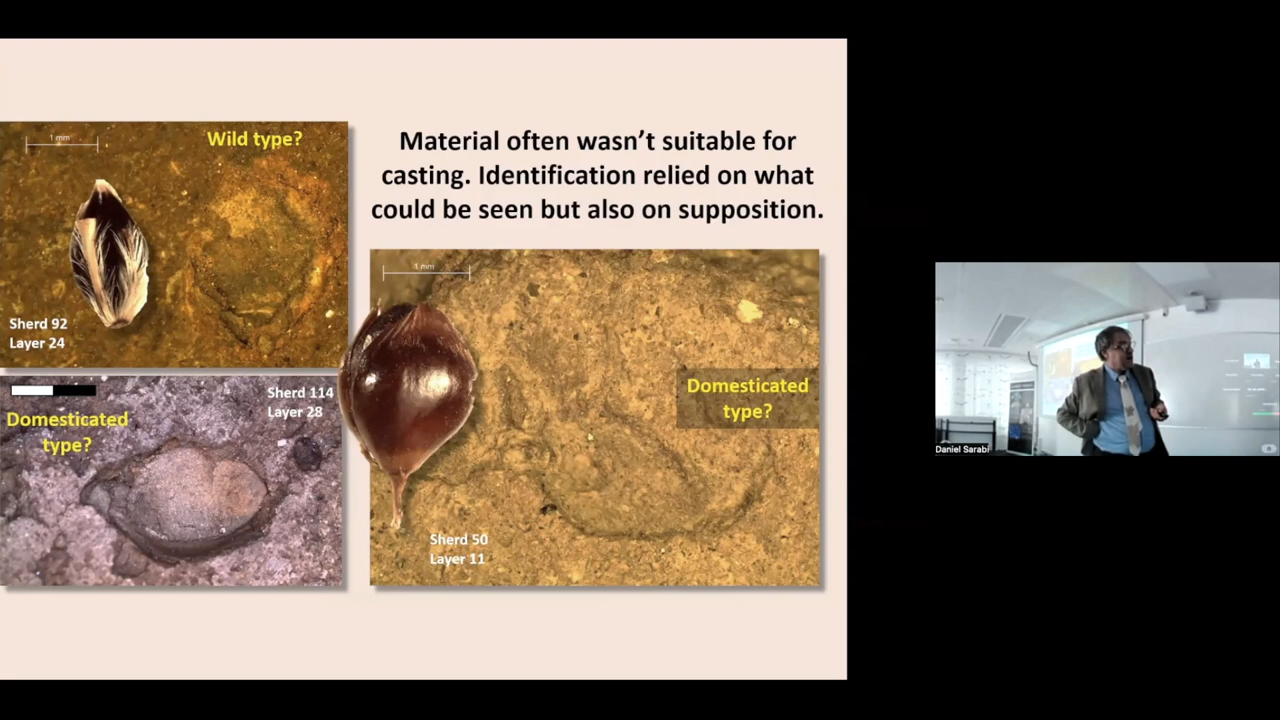 Material often wasn't suitable for
casting. Identification relied on what
could be seen but also on supposition.
1 mm
Wild type?
Sherd 92
Layer 24
Domesticated
type?
Sherd 114
Layer 28
1 mm
Domesticated
type?
Sherd 50
Layer 11
Daniel Sarabi